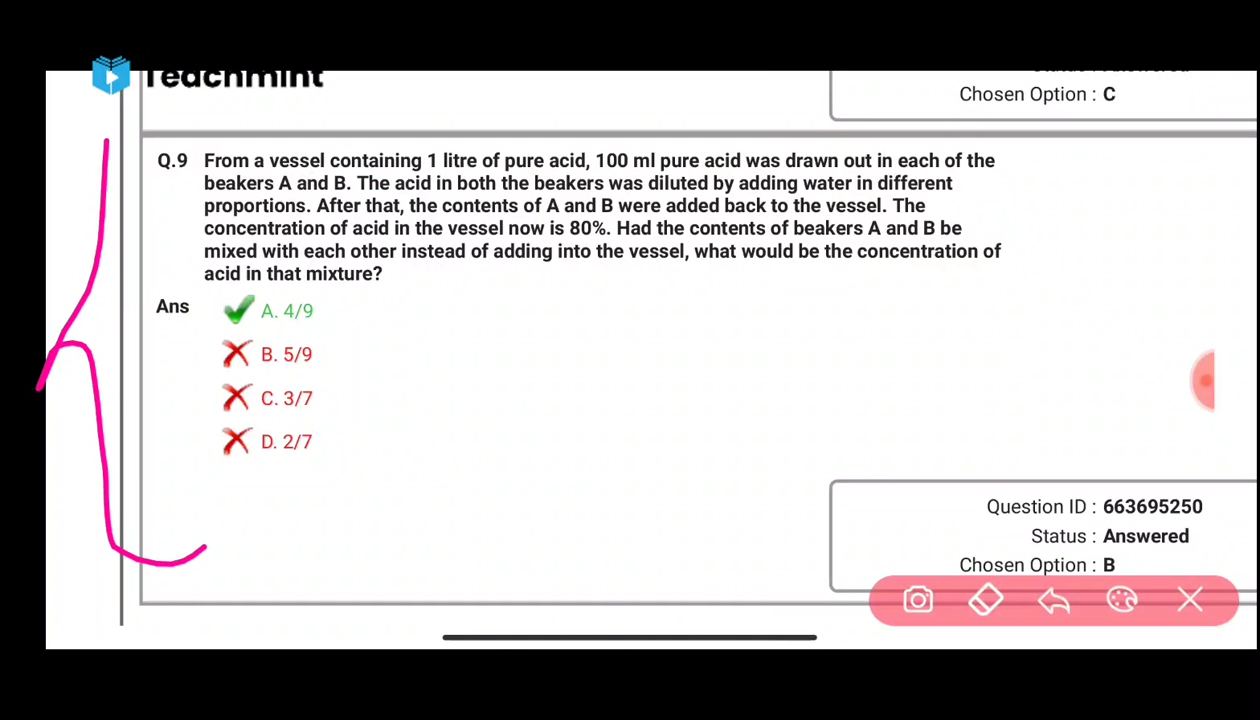 Teachmint
Chosen Option : C
Q.9 From a vessel containing 1 litre of pure acid, 100 ml pure acid was drawn out in each of the
beakers A and B. The acid in both the beakers was diluted by adding water in different
proportions. After that, the contents of A and B were added back to the vessel. The
concentration of acid in the vessel now is 80%. Had the contents of beakers A and B be
mixed with each other instead of adding into the vessel, what would be the concentration of
acid in that mixture?
Ans A. 4/9
B. 5/9
C. 3/7
D. 2/7
Question ID : 663695250
Status : Answered
Chosen Option : B